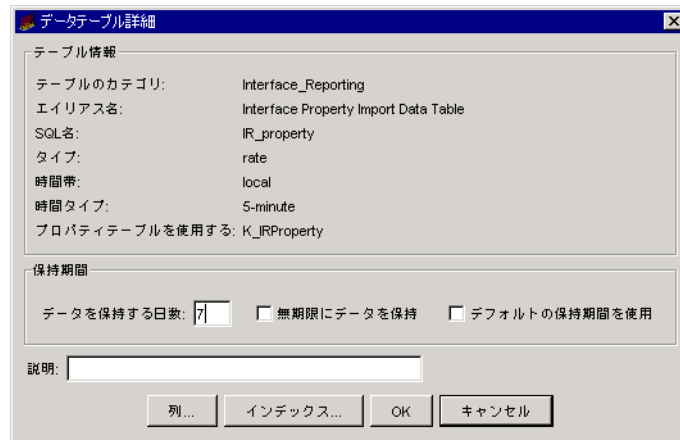 データテーブル詳細
テーブル情報
テーブルのカテゴリ: Interface_Reporting
エイリアス名: Interface Property Import Data Table
SQL名: IR_property
タイプ: rate
時間帯: local
時間タイプ: 5-minute
プロパティテーブルを使用する: K_IRProperty
保持期間
データを保持する日数: 7 無期限にデータを保持 デフォルトの保持期間を使用
説明:
列... インデックス... OK キャンセル